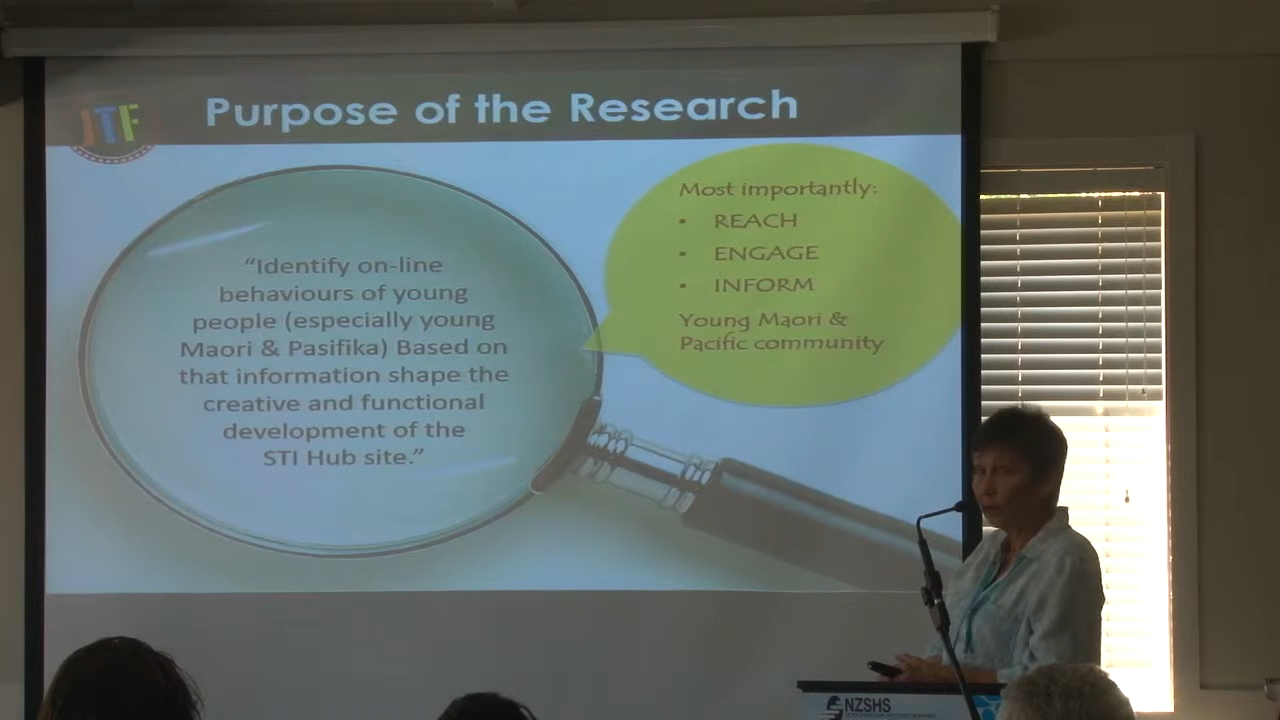 JTF
Purpose of the Research
“Identify on-line
behaviours of young
people (especially young
Maori & Pasifika) Based on
that information shape the
creative and functional
development of the
STI Hub site.”
Most importantly:
• REACH
• ENGAGE
• INFORM
Young Maori &
Pacific community
NZSHS